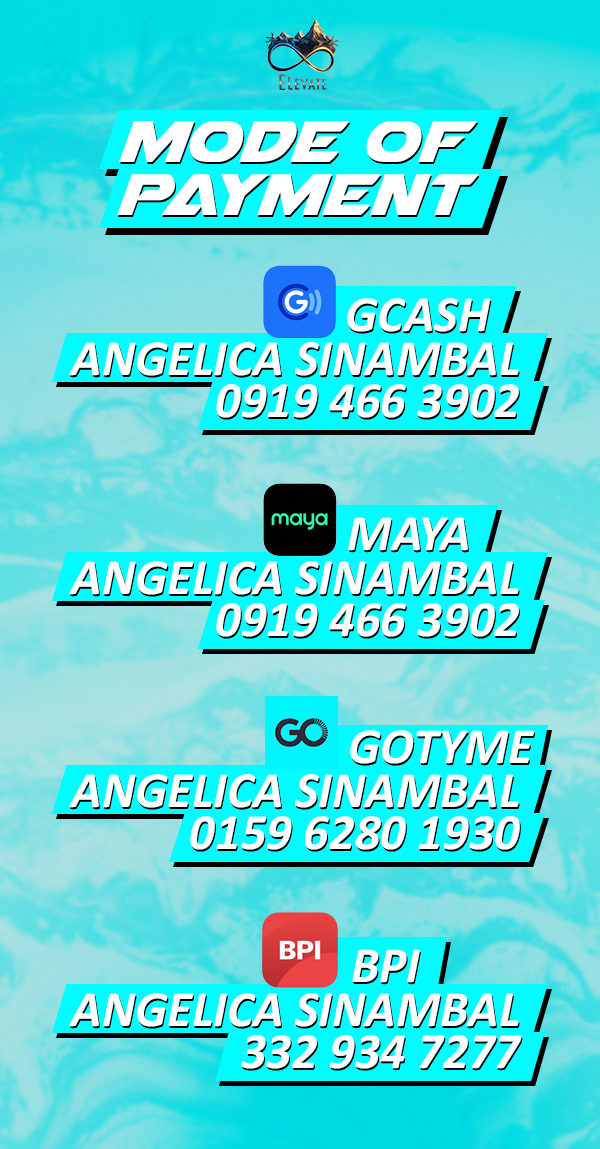 ELEVATE
MODE OF
PAYMENT
G
GCASH
ANGELICA SINAMBAL
0919 466 3902
maya
MAYA
ANGELICA SINAMBAL
0919 466 3902
GO
GOTYME
ANGELICA SINAMBAL
0159 6280 1930
BPI
BPI
ANGELICA SINAMBAL
332 934 7277